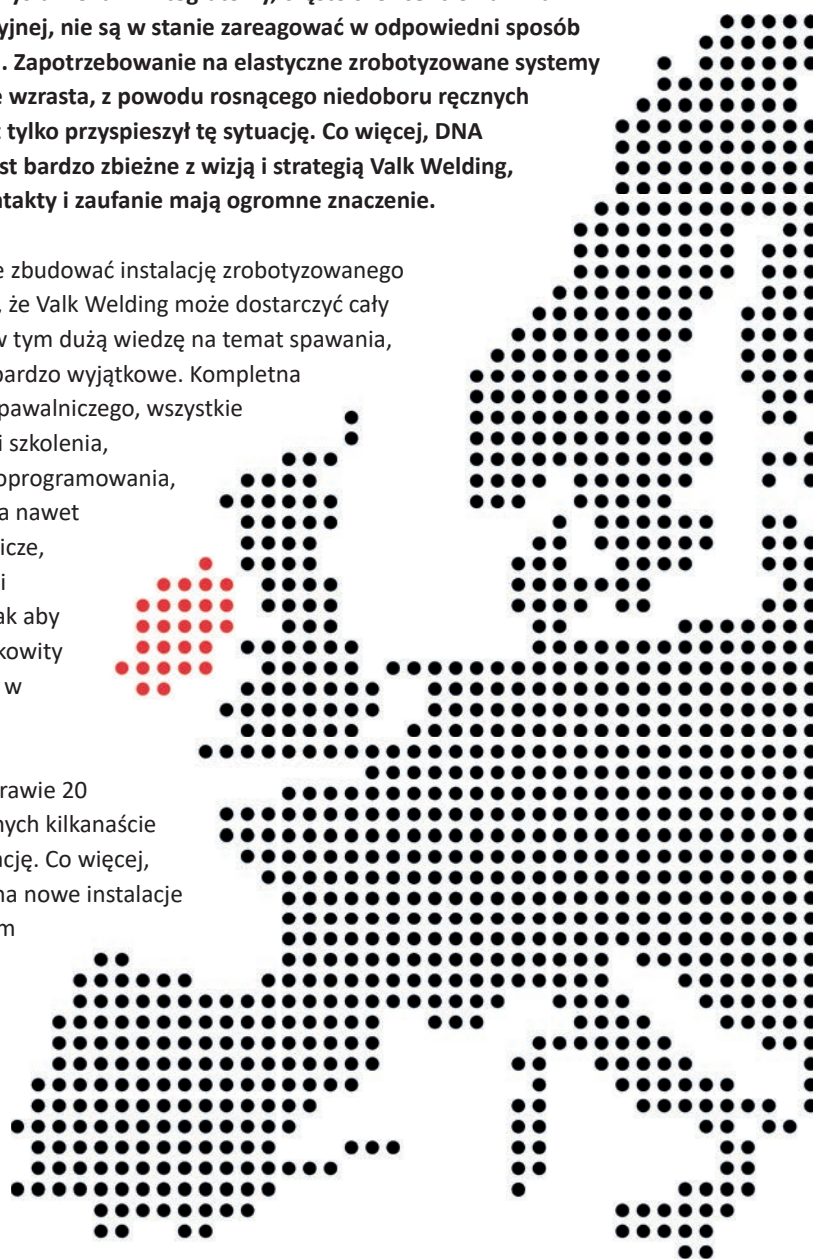 yjnej, nie są w stanie zareagować w odpowiedni sposób
. Zapotrzebowanie na elastyczne zrobotyzowane systemy
e wzrasta, z powodu rosnącego niedoboru ręcznych
tylko przyspieszył tę sytuację. Co więcej, DNA
st bardzo zbieżne z wizją i strategią Valk Welding,
ntakty i zaufanie mają ogromne znaczenie.
e zbudować instalację zrobotyzowanego
, że Valk Welding może dostarczyć cały
w tym dużą wiedzę na temat spawania,
bardzo wyjątkowe. Kompletna
pawalniczego, wszystkie
i szkolenia,
oprogramowania,
a nawet
icze,
i
ak aby
kowity
w
rawie 20
nych kilkanaście
ację. Co więcej,
na nowe instalacje
m